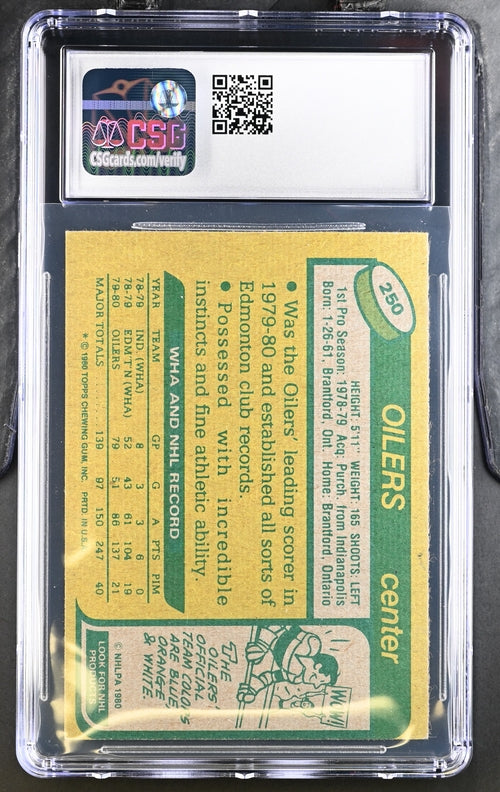 CSG
CSGcards.com/verify
250
OILERS center
HEIGHT: 5'11" WEIGHT: 165 SHOOTS: LEFT
1st Pro Season: 1978-79 Acq: Purch. from Indianapolis
Born: 1-26-61, Brantford, Ont. Home: Brantford, Ontario
● Was the Oilers' leading scorer in
1979-80 and established all sorts of
Edmonton club records.
● Possessed with incredible
instincts and fine athletic ability.
WHA AND NHL RECORD
YEAR TEAM GP G A PTS PIM
78-79 IND. (WHA) 8 3 3 6 0
78-79 EDM'T'N (WHA) 52 43 61 104 19
79-80 OILERS 79 51 86 137 21
MAJOR TOTALS 139 97 150 247 40
* © 1980 TOPPS CHEWING GUM, INC. PRTD. IN U.S.A.
WOW!
THE
OILERS'
OFFICIAL
TEAM COLORS
ARE BLUE,
ORANGE
& WHITE.
© NHLPA 1980
LOOK FOR NHL
PRODUCTS